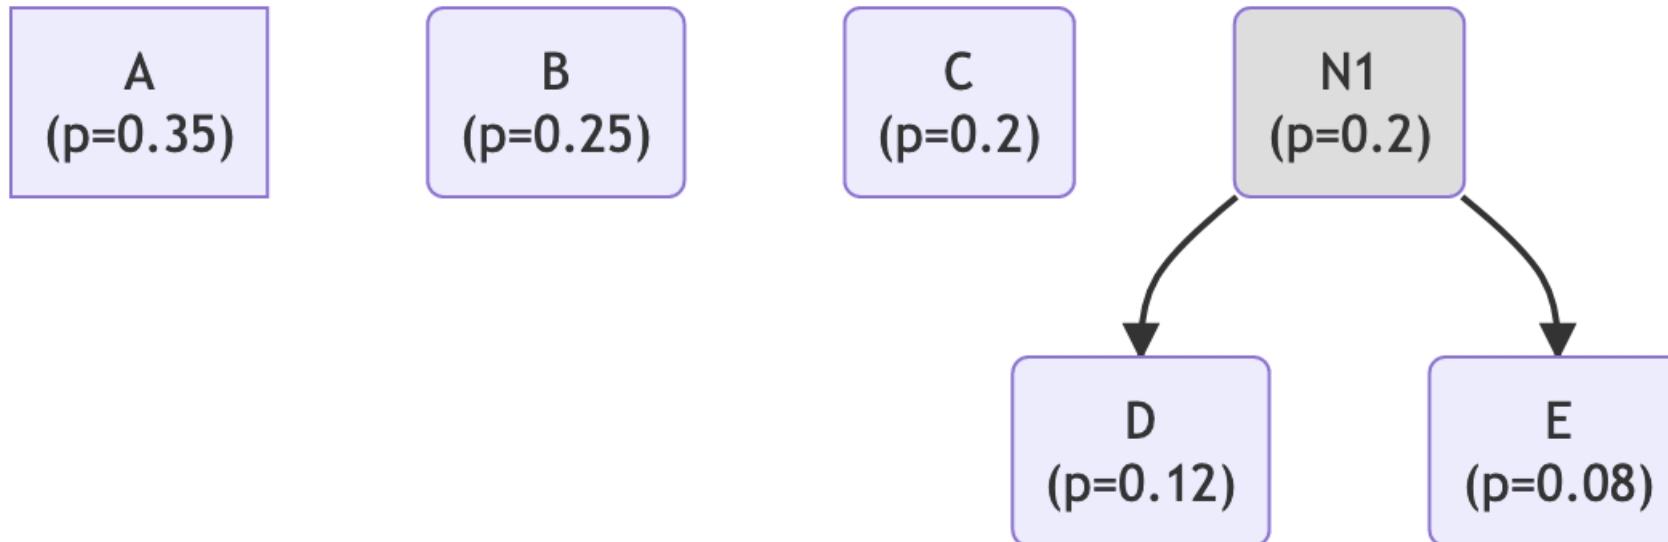 A
(p=0.35)
B
(p=0.25)
C
(p=0.2)
N1
(p=0.2)
D
(p=0.12)
E
(p=0.08)